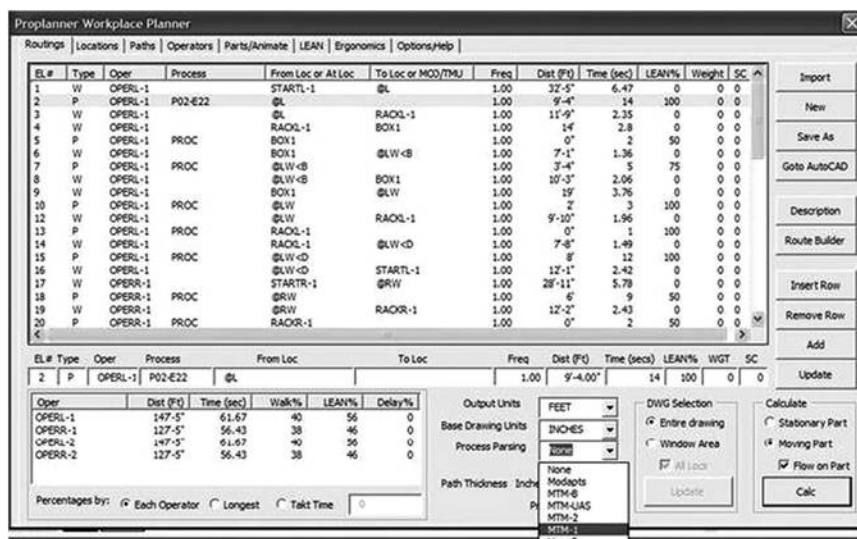 Proplanner Workplace Planner
Routings Locations Paths Operators Parts/Animate LEAN Ergonomics Options/Help
EL # Type Oper Process From Loc or At Loc To Loc or MOD/TMU Freq Dist (Ft) Time (sec) LEAN% Weight SC
1 W OPERL-1 STARTL-1 @L 1.00 32'-5" 6.47 0 0 0
2 P OPERL-1 P02-E22 @L 1.00 9'-4" 14 100 0 0
3 W OPERL-1 @L RACKL-1 1.00 11'-9" 2.35 0 0 0
4 W OPERL-1 RACKL-1 BOX1 1.00 14' 2.8 0 0 0
5 P OPERL-1 PROC BOX1 1.00 0" 2 50 0 0
6 W OPERL-1 BOX1 @LW<B 1.00 7'-1" 1.36 0 0 0
7 P OPERL-1 PROC @LW<B 1.00 3'-4" 5 75 0 0
8 W OPERL-1 @LW<B BOX1 1.00 10'-3" 2.06 0 0 0
9 W OPERL-1 BOX1 @LW 1.00 19' 3.76 0 0 0
10 P OPERL-1 PROC @LW 1.00 2' 3 100 0 0
12 W OPERL-1 @LW RACKL-1 1.00 9'-10" 1.96 0 0 0
13 P OPERL-1 PROC RACKL-1 1.00 0" 1 100 0 0
14 W OPERL-1 RACKL-1 @LW<D 1.00 7'-8" 1.49 0 0 0
15 P OPERL-1 PROC @LW<D 1.00 8' 12 100 0 0
16 W OPERL-1 @LW<D STARTL-1 1.00 12'-1" 2.42 0 0 0
17 W OPERR-1 STARTR-1 @RW 1.00 28'-11" 5.78 0 0 0
18 P OPERR-1 PROC @RW 1.00 6' 9 50 0 0
19 W OPERR-1 @RW RACKR-1 1.00 12'-2" 2.43 0 0 0
20 P OPERR-1 PROC RACKR-1 1.00 0" 2 50 0 0
Import
New
Save As
Goto AutoCAD
Description
Route Builder
Insert Row
Remove Row
Add
Update
EL # Type Oper Process From Loc To Loc Freq Dist (Ft) Time (secs) LEAN% WGT SC
2 P OPERL-1 P02-E22 @L 1.00 9'-4.00" 14 100 0 0
Oper Dist (Ft) Time (sec) Walk% LEAN% Delay%
OPERL-1 147'-5" 61.67 40 56 0
OPERR-1 127'-5" 56.43 38 46 0
OPERL-2 147'-5" 61.67 40 56 0
OPERR-2 127'-5" 56.43 38 46 0
Percentages by: Each Operator Longest Takt Time 0
Output Units FEET
Base Drawing Units INCHES
Process Parsing None
Path Thickness Inche
None
Modapts
MTM-B
MTM-UAS
MTM-2
MTM-1
DWG Selection
Entire drawing
Window Area
All Locs
Update
Calculate
Stationary Part
Moving Part
Flow on Part
Calc